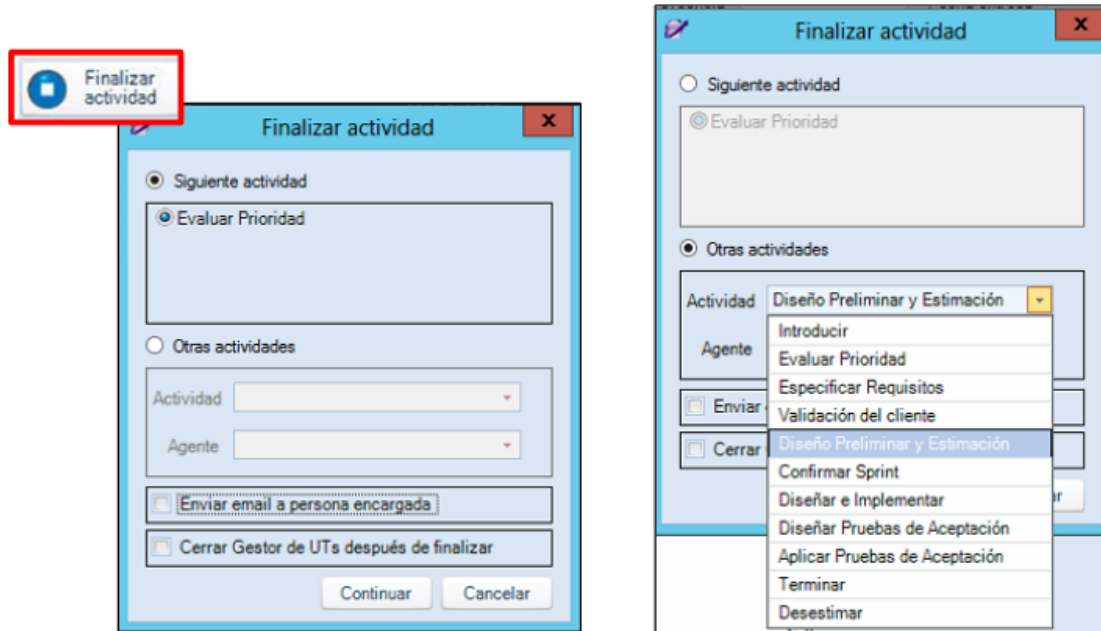 Finalizar
actividad
Finalizar actividad
x
Siguiente actividad
Evaluar Prioridad
Otras actividades
Actividad
Agente
Enviar email a persona encargada
Cerrar Gestor de UTs después de finalizar
Continuar Cancelar
Finalizar actividad
x
Siguiente actividad
Evaluar Prioridad
Otras actividades
Actividad Diseño Preliminar y Estimación
Agente
Enviar
Cerrar
Introducir
Evaluar Prioridad
Especificar Requisitos
Validación del cliente
Diseño Preliminar y Estimación
Confirmar Sprint
Diseñar e Implementar
Diseñar Pruebas de Aceptación
Aplicar Pruebas de Aceptación
Terminar
Desestimar